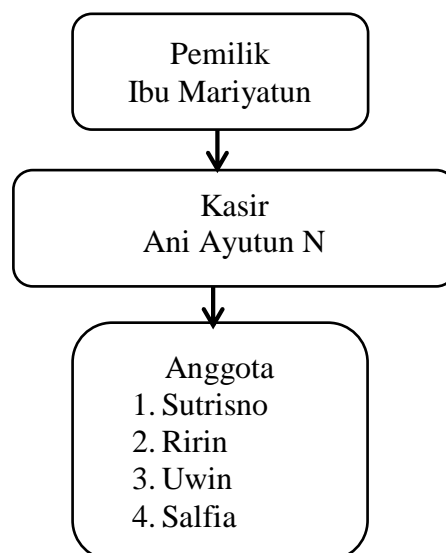 Pemilik
Ibu Mariyatun
Kasir
Ani Ayutun N
Anggota
1. Sutrisno
2. Ririn
3. Uwin
4. Salfia